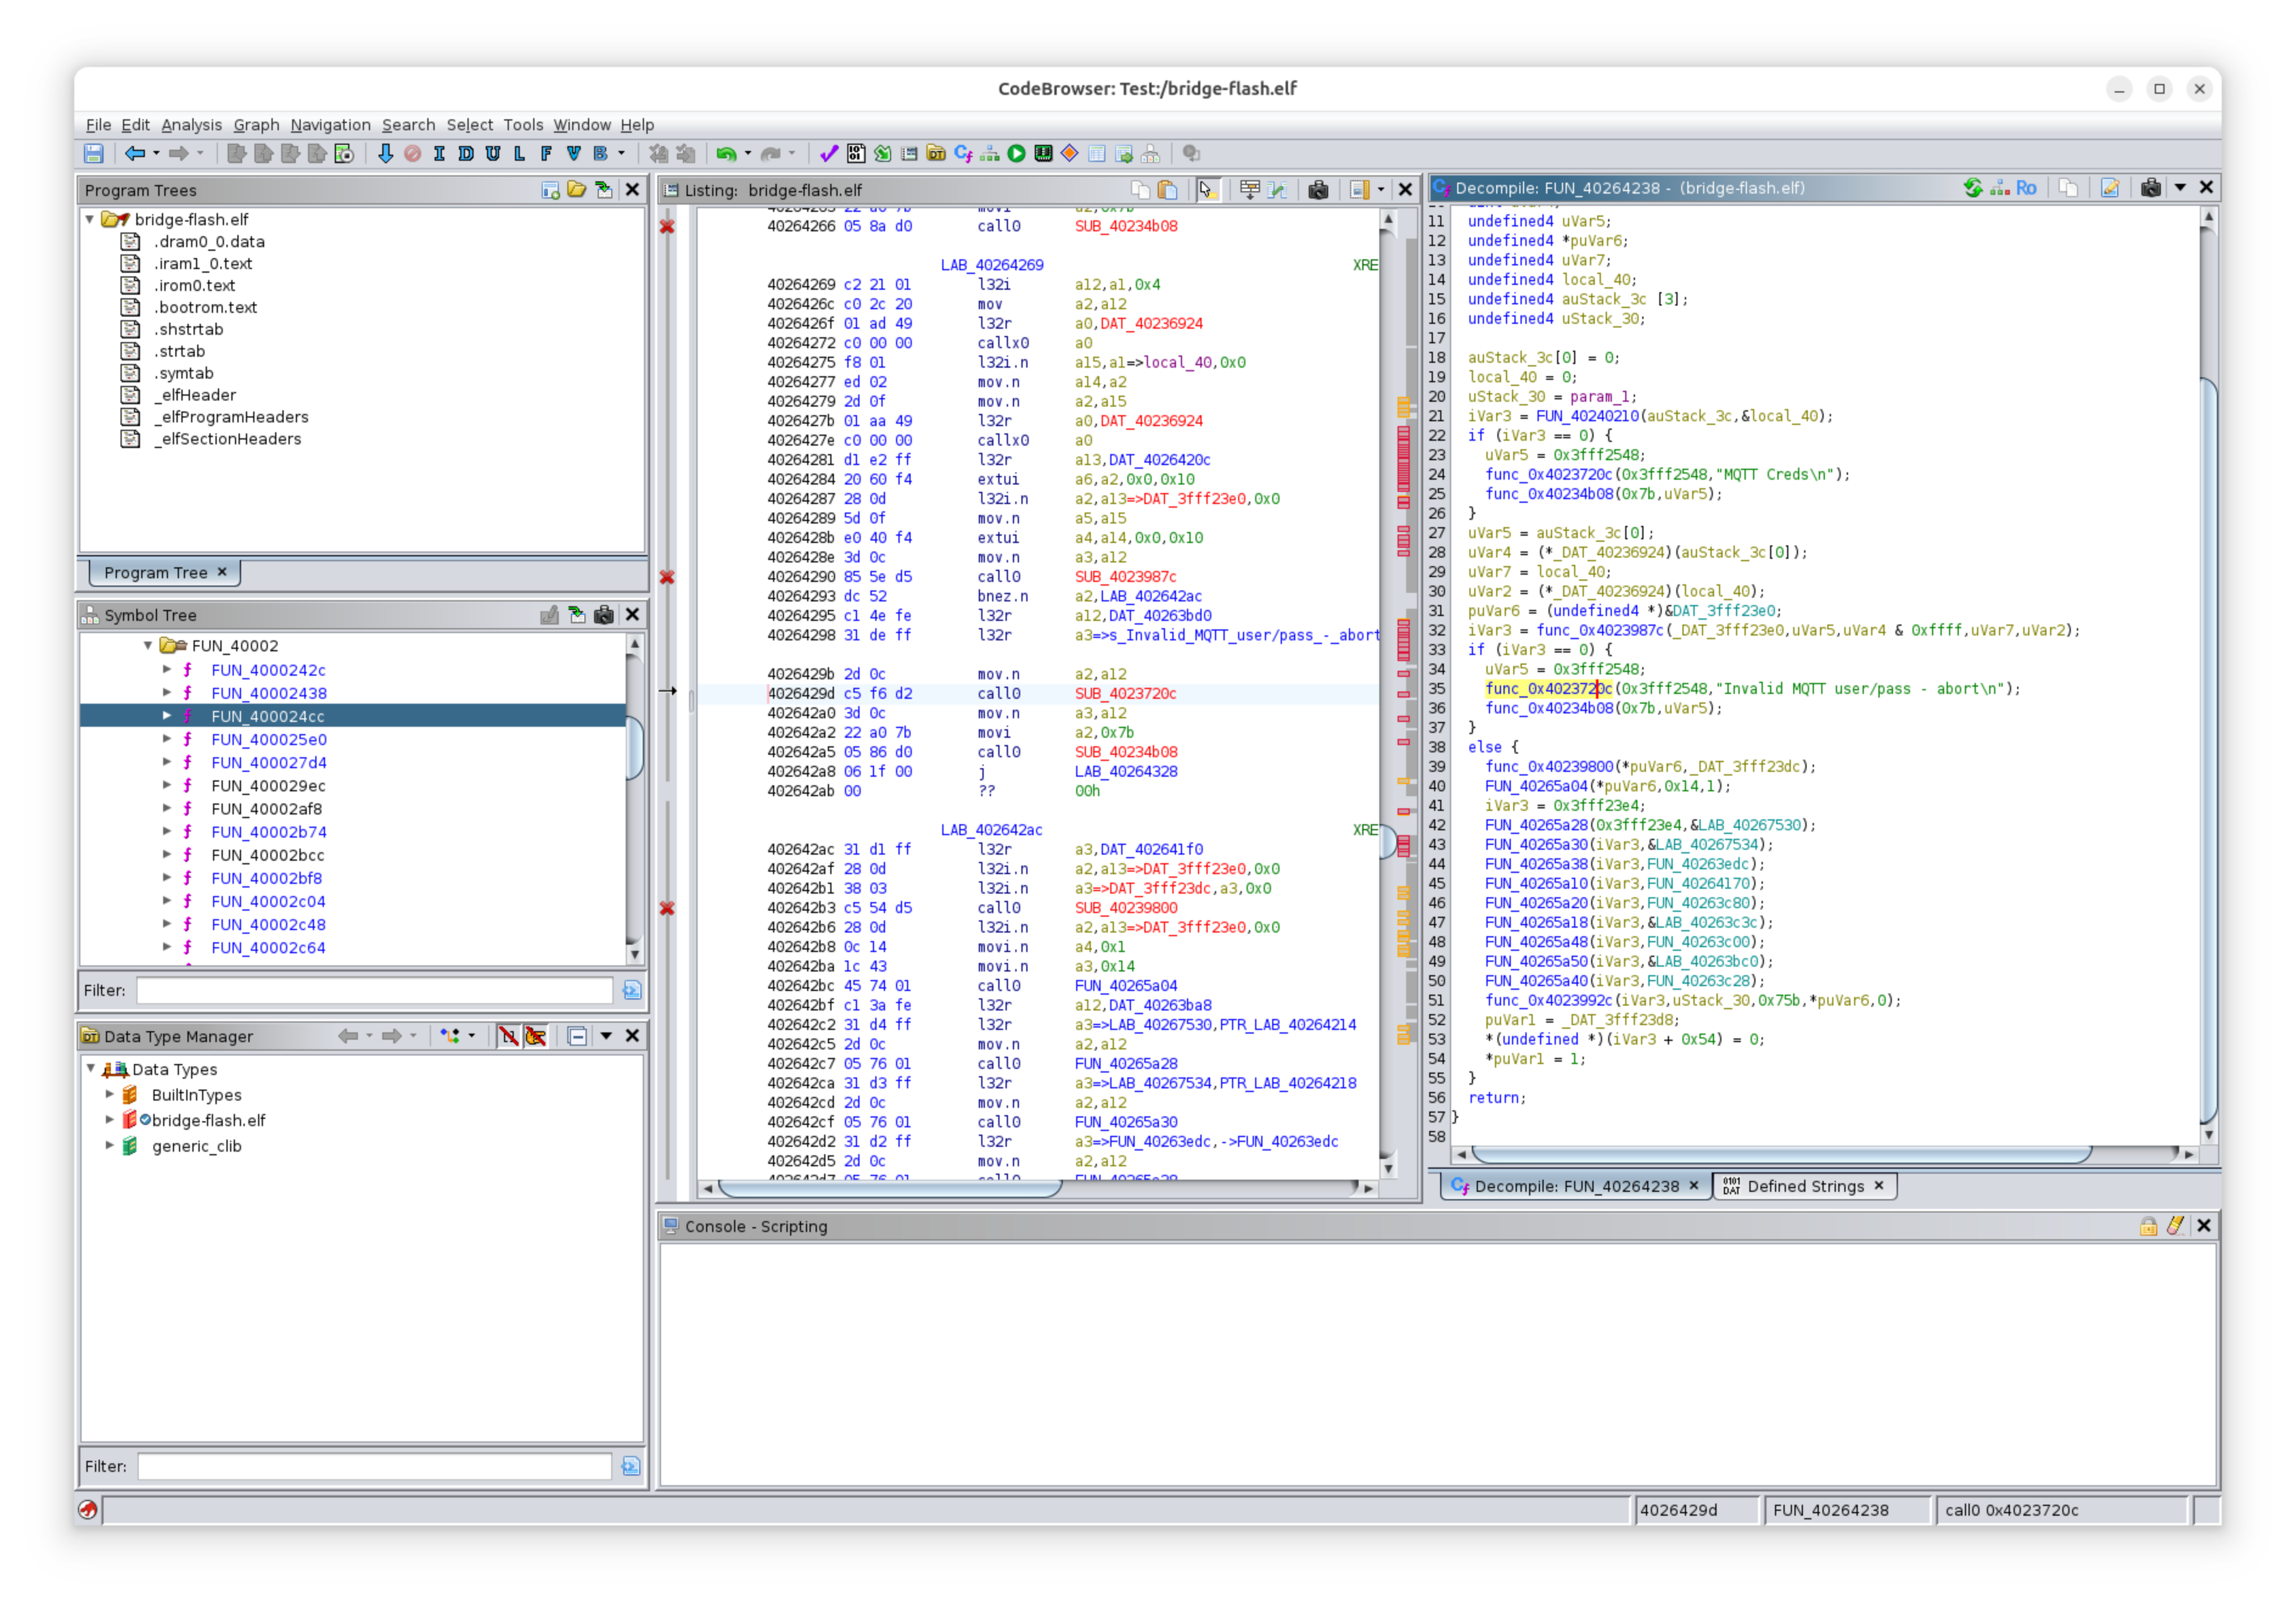 CodeBrowser: Test:/bridge-flash.elf
File Edit Analysis Graph Navigation Search Select Tools Window Help
I D U L F V B
Program Trees
bridge-flash.elf
.dram0_0.data
.iram1_0.text
.irom0.text
.bootrom.text
.shstrtab
.strtab
.symtab
_elfHeader
_elfProgramHeaders
_elfSectionHeaders
Program Tree ×
Symbol Tree
FUN_40002
f FUN_4000242c
f FUN_40002438
f FUN_400024cc
f FUN_400025e0
f FUN_400027d4
f FUN_400029ec
f FUN_40002af8
f FUN_40002b74
f FUN_40002bcc
f FUN_40002bf8
f FUN_40002c04
f FUN_40002c48
f FUN_40002c64
Filter:
Data Type Manager
Data Types
BuiltInTypes
bridge-flash.elf
generic_clib
Filter:
Listing: bridge-flash.elf
40264266 05 8a d0 call0 SUB_40234b08
LAB_40264269 XRE
40264269 c2 21 01 l32i a12,a1,0x4
4026426c c0 2c 20 mov a2,a12
4026426f 01 ad 49 l32r a0,DAT_40236924
40264272 c0 00 00 callx0 a0
40264275 f8 01 l32i.n a15,a1=>local_40,0x0
40264277 ed 02 mov.n a14,a2
40264279 2d 0f mov.n a2,a15
4026427b 01 aa 49 l32r a0,DAT_40236924
4026427e c0 00 00 callx0 a0
40264281 d1 e2 ff l32r a13,DAT_4026420c
40264284 20 60 f4 extui a6,a2,0x0,0x10
40264287 28 0d l32i.n a2,a13=>DAT_3fff23e0,0x0
40264289 5d 0f mov.n a5,a15
4026428b e0 40 f4 extui a4,a14,0x0,0x10
4026428e 3d 0c mov.n a3,a12
40264290 85 5e d5 call0 SUB_4023987c
40264293 dc 52 bnez.n a2,LAB_402642ac
40264295 c1 4e fe l32r a12,DAT_40263bd0
40264298 31 de ff l32r a3=>s_Invalid_MQTT_user/pass_-_abort
4026429b 2d 0c mov.n a2,a12
4026429d c5 f6 d2 call0 SUB_4023720c
402642a0 3d 0c mov.n a3,a12
402642a2 22 a0 7b movi a2,0x7b
402642a5 05 86 d0 call0 SUB_40234b08
402642a8 06 1f 00 j LAB_40264328
402642ab 00 ?? 00h
LAB_402642ac XRE
402642ac 31 d1 ff l32r a3,DAT_402641f0
402642af 28 0d l32i.n a2,a13=>DAT_3fff23e0,0x0
402642b1 38 03 l32i.n a3=>DAT_3fff23dc,a3,0x0
402642b3 c5 54 d5 call0 SUB_40239800
402642b6 28 0d l32i.n a2,a13=>DAT_3fff23e0,0x0
402642b8 0c 14 movi.n a4,0x1
402642ba 1c 43 movi.n a3,0x14
402642bc 45 74 01 call0 FUN_40265a04
402642bf c1 3a fe l32r a12,DAT_40263ba8
402642c2 31 d4 ff l32r a3=>LAB_40267530,PTR_LAB_40264214
402642c5 2d 0c mov.n a2,a12
402642c7 05 76 01 call0 FUN_40265a28
402642ca 31 d3 ff l32r a3=>LAB_40267534,PTR_LAB_40264218
402642cd 2d 0c mov.n a2,a12
402642cf 05 76 01 call0 FUN_40265a30
402642d2 31 d2 ff l32r a3=>FUN_40263edc,->FUN_40263edc
402642d5 2d 0c mov.n a2,a12
Decompile: FUN_40264238 - (bridge-flash.elf)
Ro
11 undefined4 uVar5;
12 undefined4 *puVar6;
13 undefined4 uVar7;
14 undefined4 local_40;
15 undefined4 auStack_3c [3];
16 undefined4 uStack_30;
17
18 auStack_3c[0] = 0;
19 local_40 = 0;
20 uStack_30 = param_1;
21 iVar3 = FUN_40240210(auStack_3c,&local_40);
22 if (iVar3 == 0) {
23 uVar5 = 0x3fff2548;
24 func_0x4023720c(0x3fff2548,"MQTT Creds\n");
25 func_0x40234b08(0x7b,uVar5);
26 }
27 uVar5 = auStack_3c[0];
28 uVar4 = (*_DAT_40236924)(auStack_3c[0]);
29 uVar7 = local_40;
30 uVar2 = (*_DAT_40236924)(local_40);
31 puVar6 = (undefined4 *)&DAT_3fff23e0;
32 iVar3 = func_0x4023987c(_DAT_3fff23e0,uVar5,uVar4 & 0xffff,uVar7,uVar2);
33 if (iVar3 == 0) {
34 uVar5 = 0x3fff2548;
35 func_0x4023720c(0x3fff2548,"Invalid MQTT user/pass - abort\n");
36 func_0x40234b08(0x7b,uVar5);
37 }
38 else {
39 func_0x40239800(*puVar6,_DAT_3fff23dc);
40 FUN_40265a04(*puVar6,0x14,1);
41 iVar3 = 0x3fff23e4;
42 FUN_40265a28(0x3fff23e4,&LAB_40267530);
43 FUN_40265a30(iVar3,&LAB_40267534);
44 FUN_40265a38(iVar3,FUN_40263edc);
45 FUN_40265a10(iVar3,FUN_40264170);
46 FUN_40265a20(iVar3,FUN_40263c80);
47 FUN_40265a18(iVar3,&LAB_40263c3c);
48 FUN_40265a48(iVar3,FUN_40263c00);
49 FUN_40265a50(iVar3,&LAB_40263bc0);
50 FUN_40265a40(iVar3,FUN_40263c28);
51 func_0x4023992c(iVar3,uStack_30,0x75b,*puVar6,0);
52 puVar1 = _DAT_3fff23d8;
53 *(undefined *)(iVar3 + 0x54) = 0;
54 *puVar1 = 1;
55 }
56 return;
57 }
58
Decompile: FUN_40264238 × Defined Strings ×
Console - Scripting
4026429d FUN_40264238 call0 0x4023720c